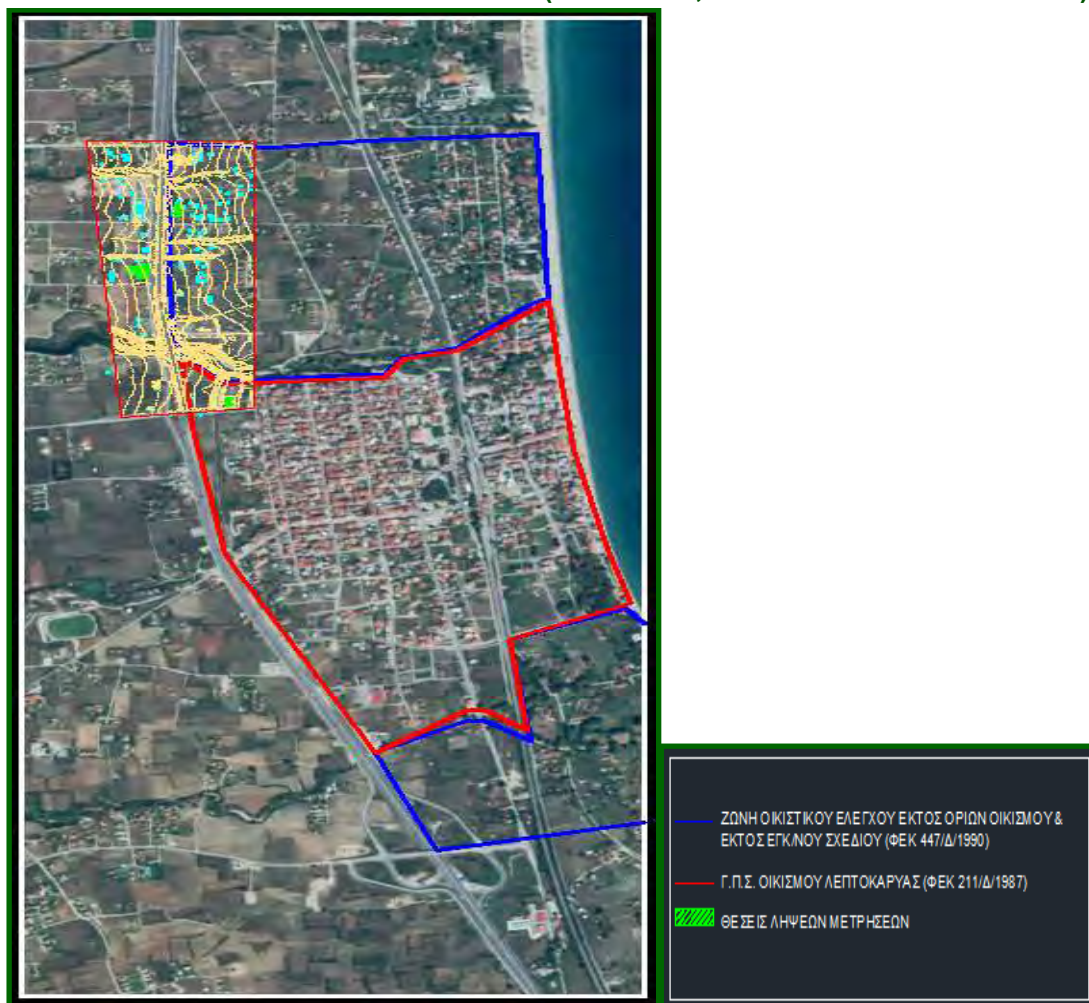 ΖΩΝΗ ΟΙΚΙΣΤΙΚΟΥ ΕΛΕΓΧΟΥ ΕΚΤΟΣ ΟΡΙΩΝ ΟΙΚΙΣΜΟΥ &
ΕΚΤΟΣ ΕΓΚ/ΝΟΥ ΣΧΕΔΙΟΥ (ΦΕΚ 447/Δ/1990)
Γ.Π.Σ. ΟΙΚΙΣΜΟΥ ΛΕΠΤΟΚΑΡΥΑΣ (ΦΕΚ 211/Δ/1987)
ΘΕΣΕΙΣ ΛΗΨΕΩΝ ΜΕΤΡΗΣΕΩΝ